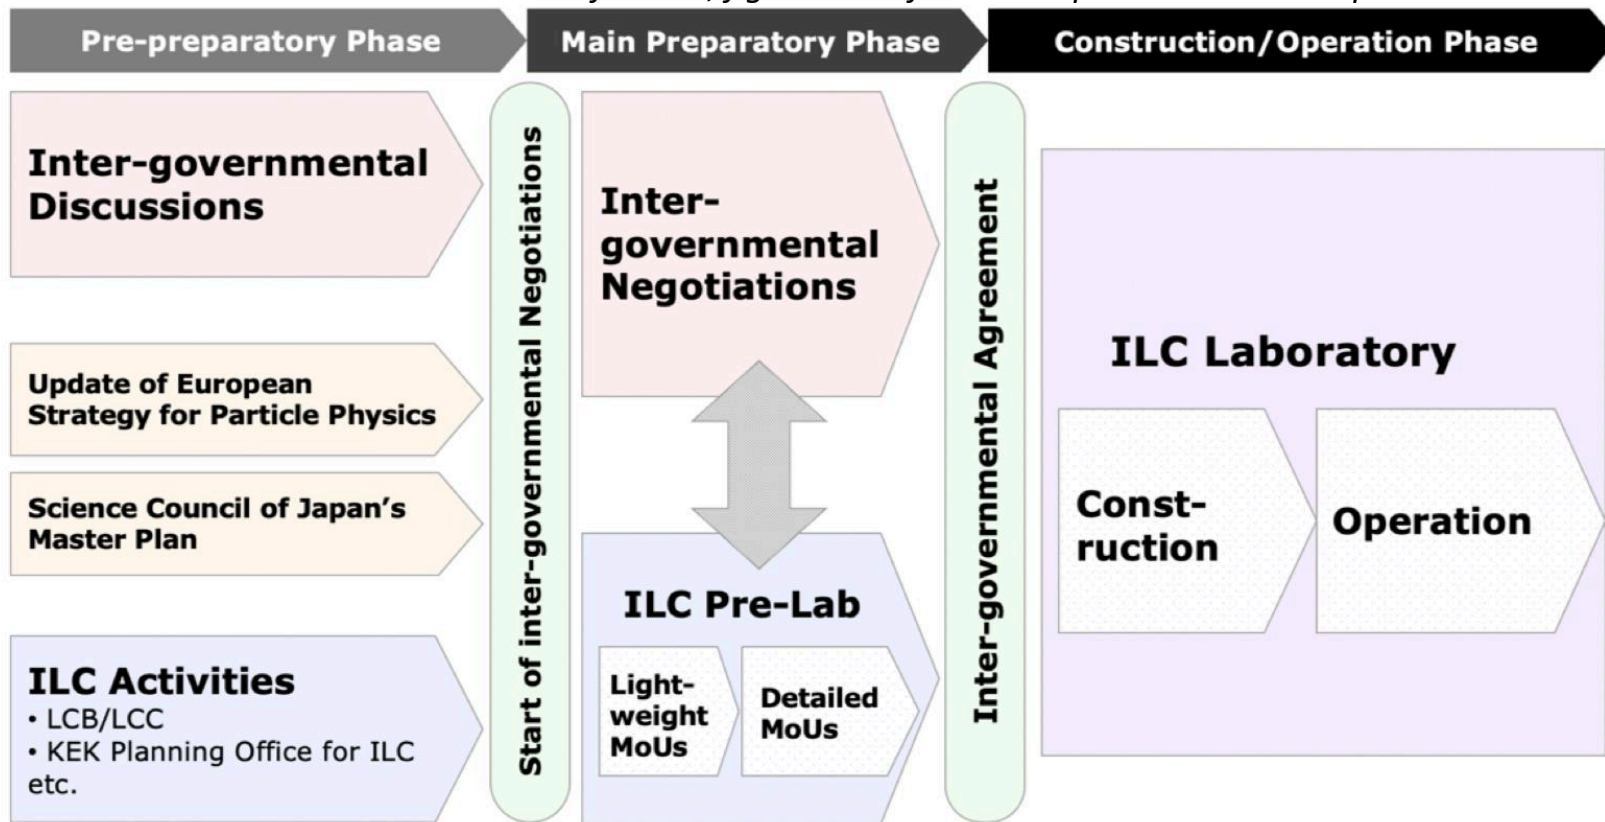 Pre-preparatory Phase
Main Preparatory Phase
Construction/Operation Phase
Inter-governmental
Discussions
Update of European
Strategy for Particle Physics
Science Council of Japan’s
Master Plan
ILC Activities
• LCB/LCC
• KEK Planning Office for ILC
etc.
Start of inter-governmental Negotiations
Inter-
governmental
Negotiations
ILC Pre-Lab
Light-
weight
MoUs
Detailed
MoUs
Inter-governmental Agreement
ILC Laboratory
Const-
ruction
Operation